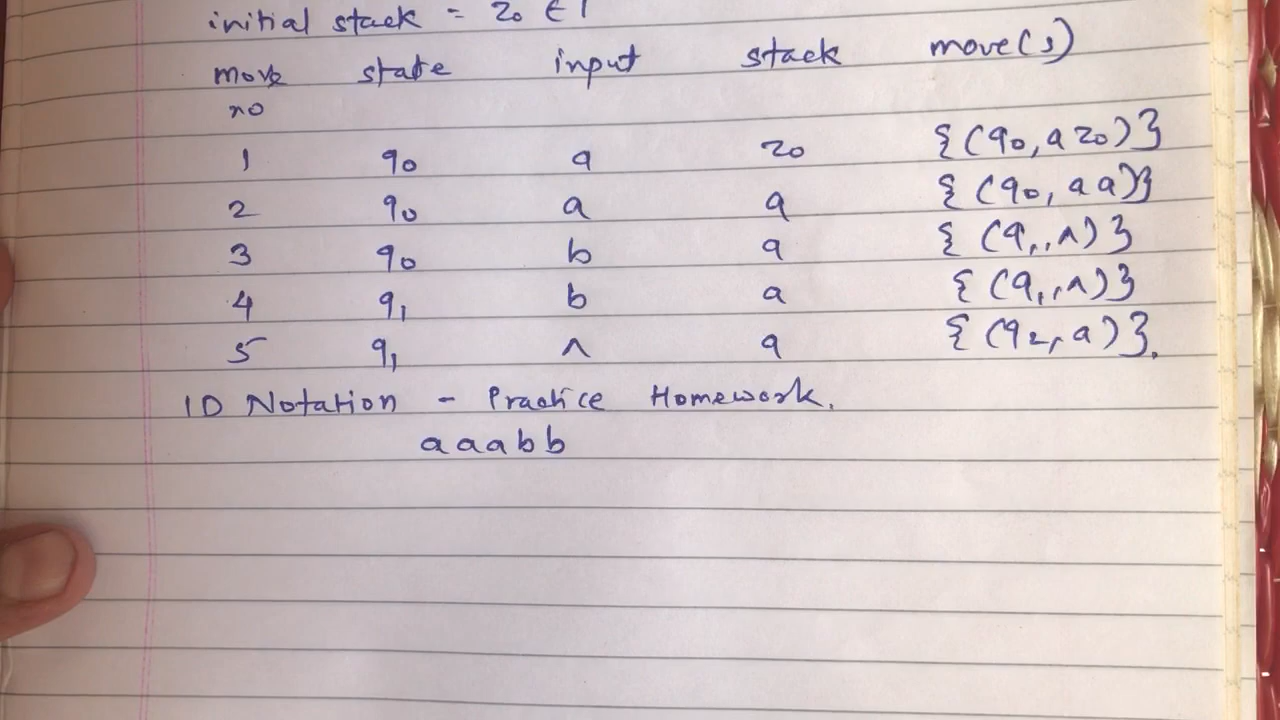 initial stack = z0 ∈ Γ
move state input stack move(s)
no
1 q0 a z0 {(q0, a z0)}
2 q0 a a {(q0, aa)}
3 q0 b a {(q1, ^)}
4 q1 b a {(q1, ^)}
5 q1 ^ a {(q2, a)}.
ID Notation - Practice Homework.
aaabb